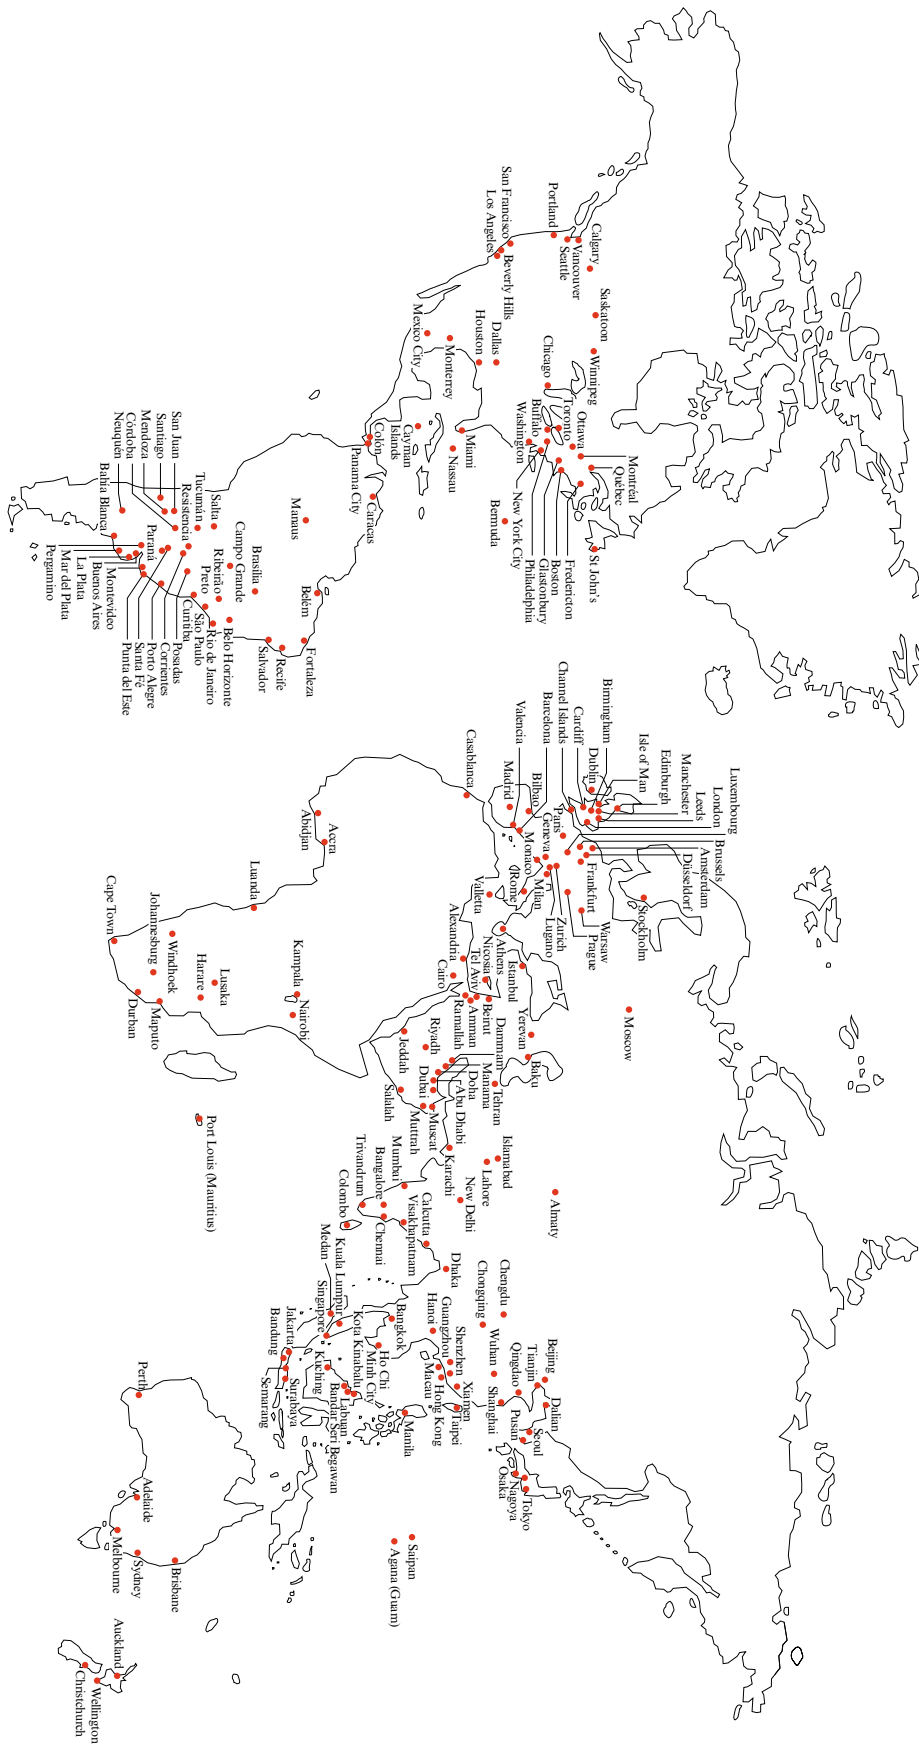 Calgary
Vancouver
Seattle
Portland
San Francisco
Los Angeles
Beverly Hills
Saskatoon
Winnipeg
Chicago
Dallas
Houston
Monterrey
Mexico City
Ottawa
Toronto
Buffalo
Washington
Montréal
Québec
St John's
Fredericton
Boston
Glastonbury
Philadelphia
New York City
Bermuda
Miami
Nassau
Cayman
Islands
Colón
Panama City
Caracas
Manaus
Belém
Fortaleza
Recife
Salvador
Brasília
Campo Grande
Belo Horizonte
Ribeirão
Preto
Rio de Janeiro
São Paulo
Curitiba
Salta
Tucumán
Resistencia
San Juan
Santiago
Mendoza
Córdoba
Neuquén
Bahía Blanca
Paraná
Posadas
Corrientes
Porto Alegre
Santa Fé
Punta del Este
Montevideo
Buenos Aires
La Plata
Mar del Plata
Pergamino
Luxembourg
London
Leeds
Manchester
Edinburgh
Isle of Man
Birmingham
Dublin
Cardiff
Channel Islands
Barcelona
Valencia
Brussels
Amsterdam
Düsseldorf
Frankfurt
Stockholm
Warsaw
Prague
Zurich
Lugano
Paris
Geneva
Milan
Monaco
Rome
Bilbao
Madrid
Casablanca
Valletta
Athens
Istanbul
Nicosia
Tel Aviv
Alexandria
Cairo
Beirut
Amman
Ramallah
Moscow
Yerevan
Baku
Tehran
Dammam
Manama
Doha
Abu Dhabi
Dubai
Riyadh
Jeddah
Salalah
Muttrah
Muscat
Accra
Abidjan
Luanda
Kampala
Nairobi
Lusaka
Harare
Windhoek
Johannesburg
Cape Town
Durban
Maputo
Port Louis (Mauritius)
Almaty
Islamabad
Lahore
New Delhi
Karachi
Mumbai
Bangalore
Trivandrum
Colombo
Chennai
Visakhapatnam
Calcutta
Dhaka
Chengdu
Chongqing
Wuhan
Beijing
Tianjin
Qingdao
Dalian
Seoul
Pusan
Shanghai
Tokyo
Nagoya
Osaka
Xiamen
Taipei
Shenzhen
Guangzhou
Hong Kong
Macau
Hanoi
Bangkok
Ho Chi
Minh City
Manila
Kota Kinabalu
Labuan
Bandar Seri Begawan
Kuching
Kuala Lumpur
Medan
Singapore
Jakarta
Bandung
Surabaya
Semarang
Saipan
Agana (Guam)
Perth
Adelaide
Melbourne
Sydney
Brisbane
Auckland
Wellington
Christchurch